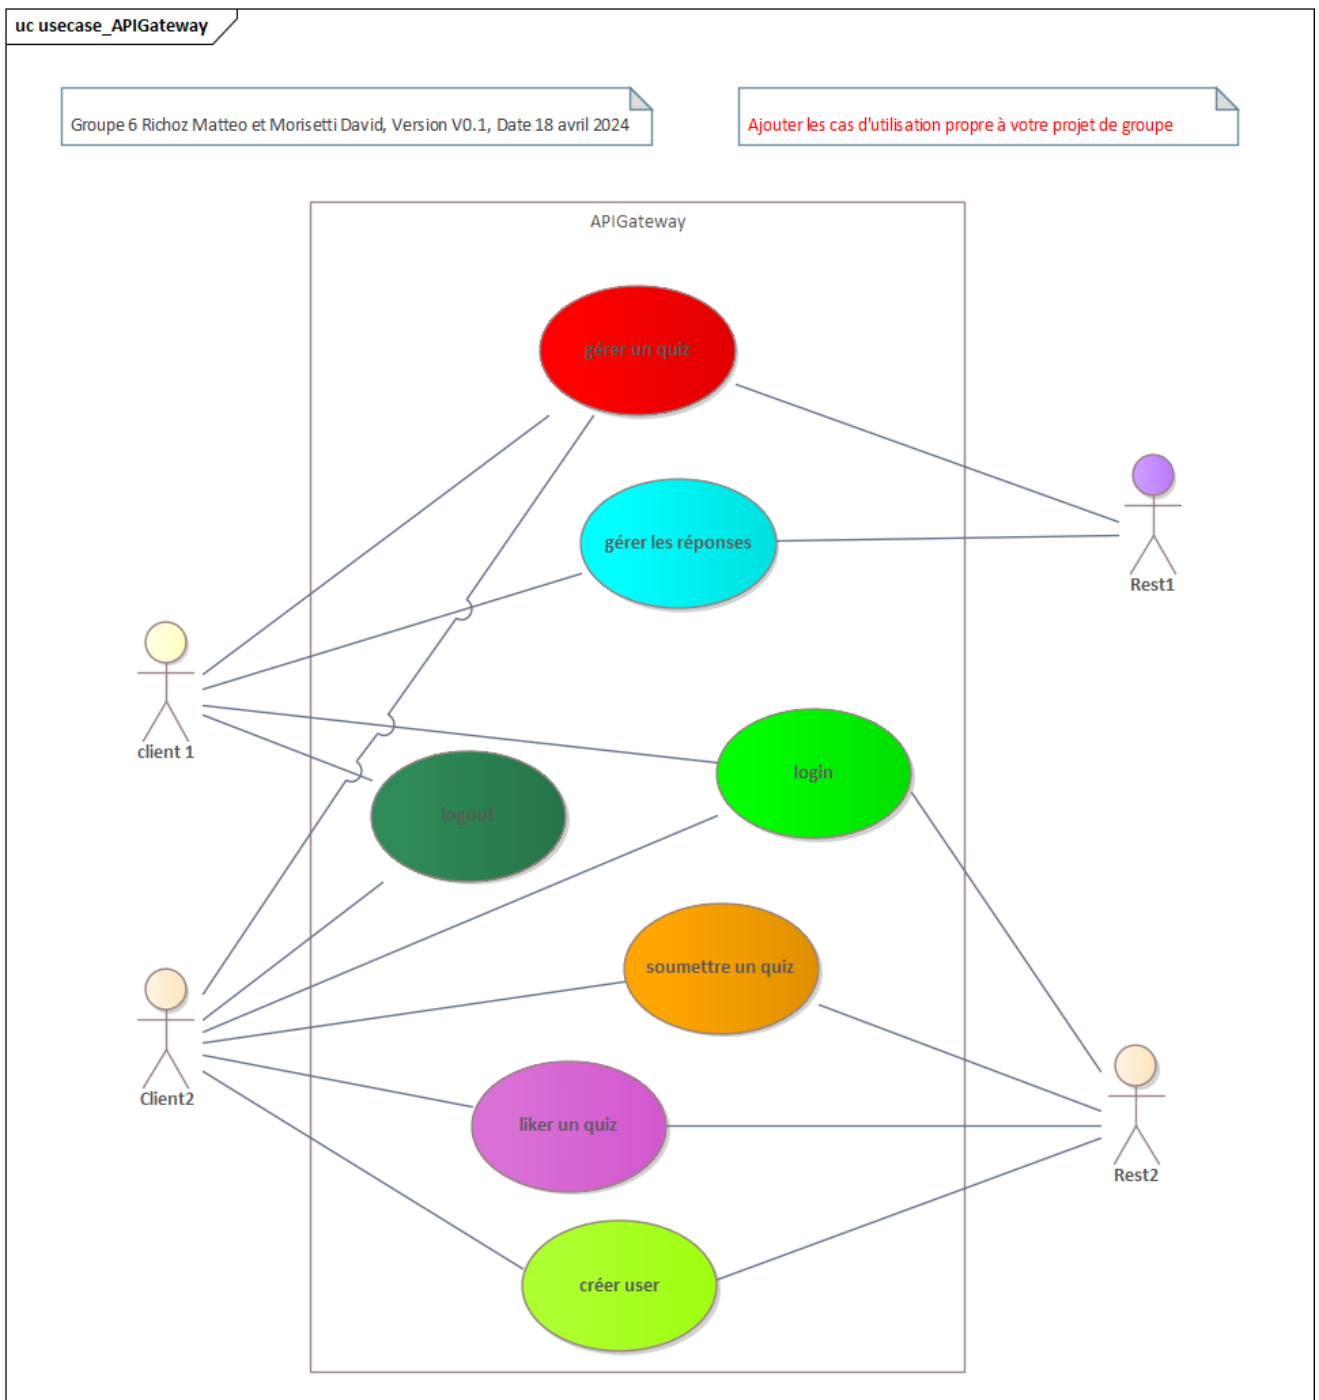 uc usecase_APIGateway
Groupe 6 Richoz Matteo et Morisetti David, Version V0.1, Date 18 avril 2024
Ajouter les cas d'utilisation propre à votre projet de groupe
APIGateway
gérer un quiz
gérer les réponses
Rest1
client 1
login
logout
soumettre un quiz
Client2
liker un quiz
Rest2
créer user